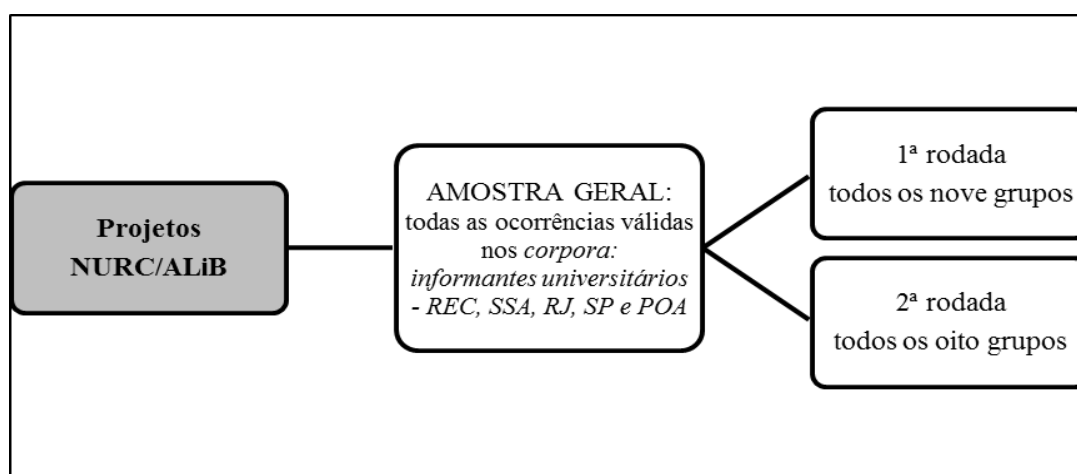 Projetos
NURC/ALiB
AMOSTRA GERAL:
todas as ocorrências válidas
nos corpora:
informantes universitários
- REC, SSA, RJ, SP e POA
1ª rodada
todos os nove grupos
2ª rodada
todos os oito grupos